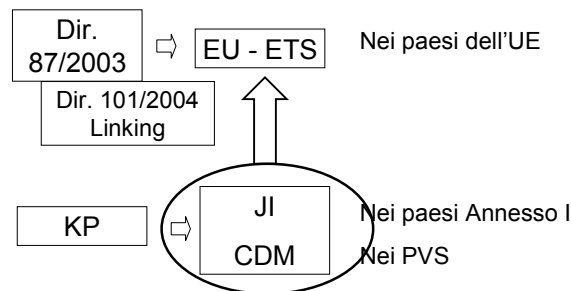 Dir.
87/2003
EU - ETS
Nei paesi dell'UE
Dir. 101/2004
Linking
KP
JI
CDM
Nei paesi Annesso I
Nei PVS